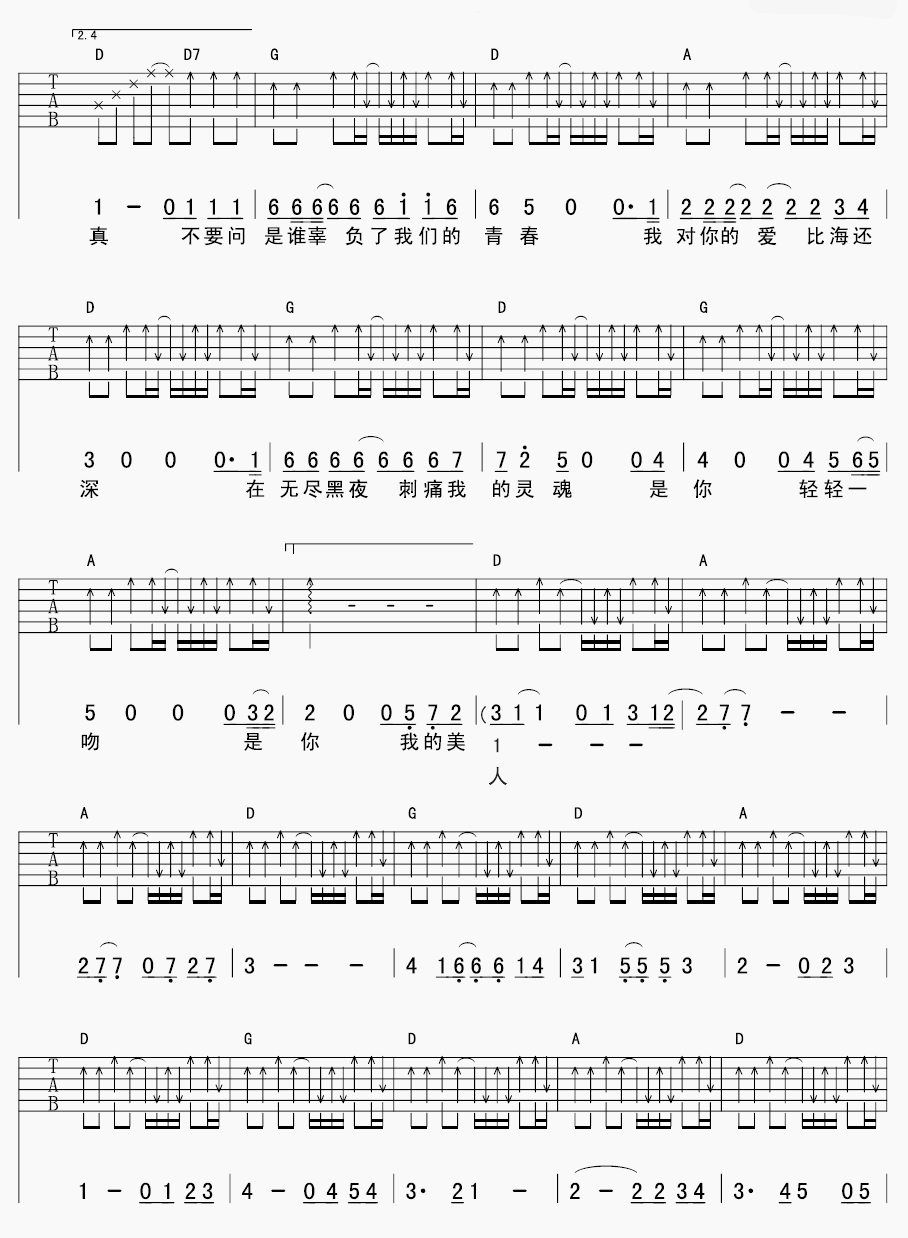 2. 4
D D7 G D A
T A B
1 - 0 1 1 1 | 6 6 6 6 6 6 i i 6 | 6 5 0 0· 1 | 2 2 2 2 2 2 2 3 4
真 不要问 是谁辜 负了我们的 青春 我 对你的 爱 比海还
D G D G
T A B
3 0 0 0· 1 | 6 6 6 6 6 6 6 7 | 7 2 5 0 0 4 | 4 0 0 4 5 6 5
深 在 无尽黑夜 刺痛我 的灵 魂 是 你 轻轻一
A D A
T A B
5 0 0 0 3 2 | 2 0 0 5 7 2 | (3 1 1 0 1 3 1 2 | 2 7 7 - -
吻 是 你 我的美 1 - - -
人
A D G D A
T A B
2 7 7 0 7 2 7 | 3 - - - | 4 1 6 6 6 1 4 | 3 1 5 5 5 3 | 2 - 0 2 3
D G D A D
T A B
1 - 0 1 2 3 | 4 - 0 4 5 4 | 3· 2 1 - | 2 - 2 2 3 4 | 3· 4 5 0 5